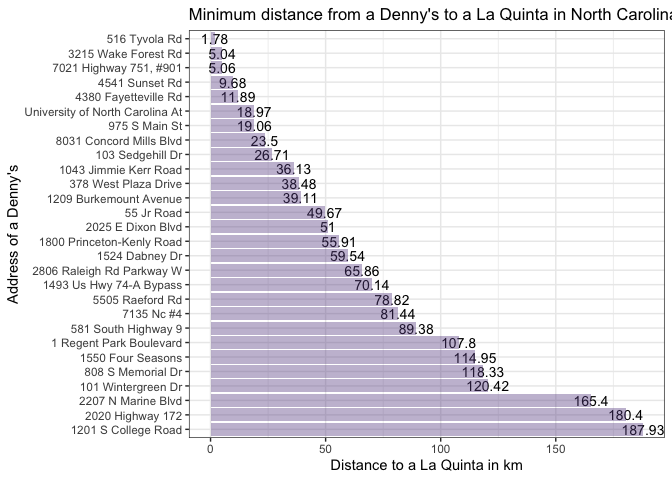 Minimum distance from a Denny's to a La Quinta in North Carolina
Address of a Denny's
516 Tyvola Rd 1.78
3215 Wake Forest Rd 5.04
7021 Highway 751, #901 5.06
4541 Sunset Rd 9.68
4380 Fayetteville Rd 11.89
University of North Carolina At 18.97
975 S Main St 19.06
8031 Concord Mills Blvd 23.5
103 Sedgehill Dr 26.71
1043 Jimmie Kerr Road 36.13
378 West Plaza Drive 38.48
1209 Burkemount Avenue 39.11
55 Jr Road 49.67
2025 E Dixon Blvd 51
1800 Princeton-Kenly Road 55.91
1524 Dabney Dr 59.54
2806 Raleigh Rd Parkway W 65.86
1493 Us Hwy 74-A Bypass 70.14
5505 Raeford Rd 78.82
7135 Nc #4 81.44
581 South Highway 9 89.38
1 Regent Park Boulevard 107.8
1550 Four Seasons 114.95
808 S Memorial Dr 118.33
101 Wintergreen Dr 120.42
2207 N Marine Blvd 165.4
2020 Highway 172 180.4
1201 S College Road 187.93
0 50 100 150
Distance to a La Quinta in km